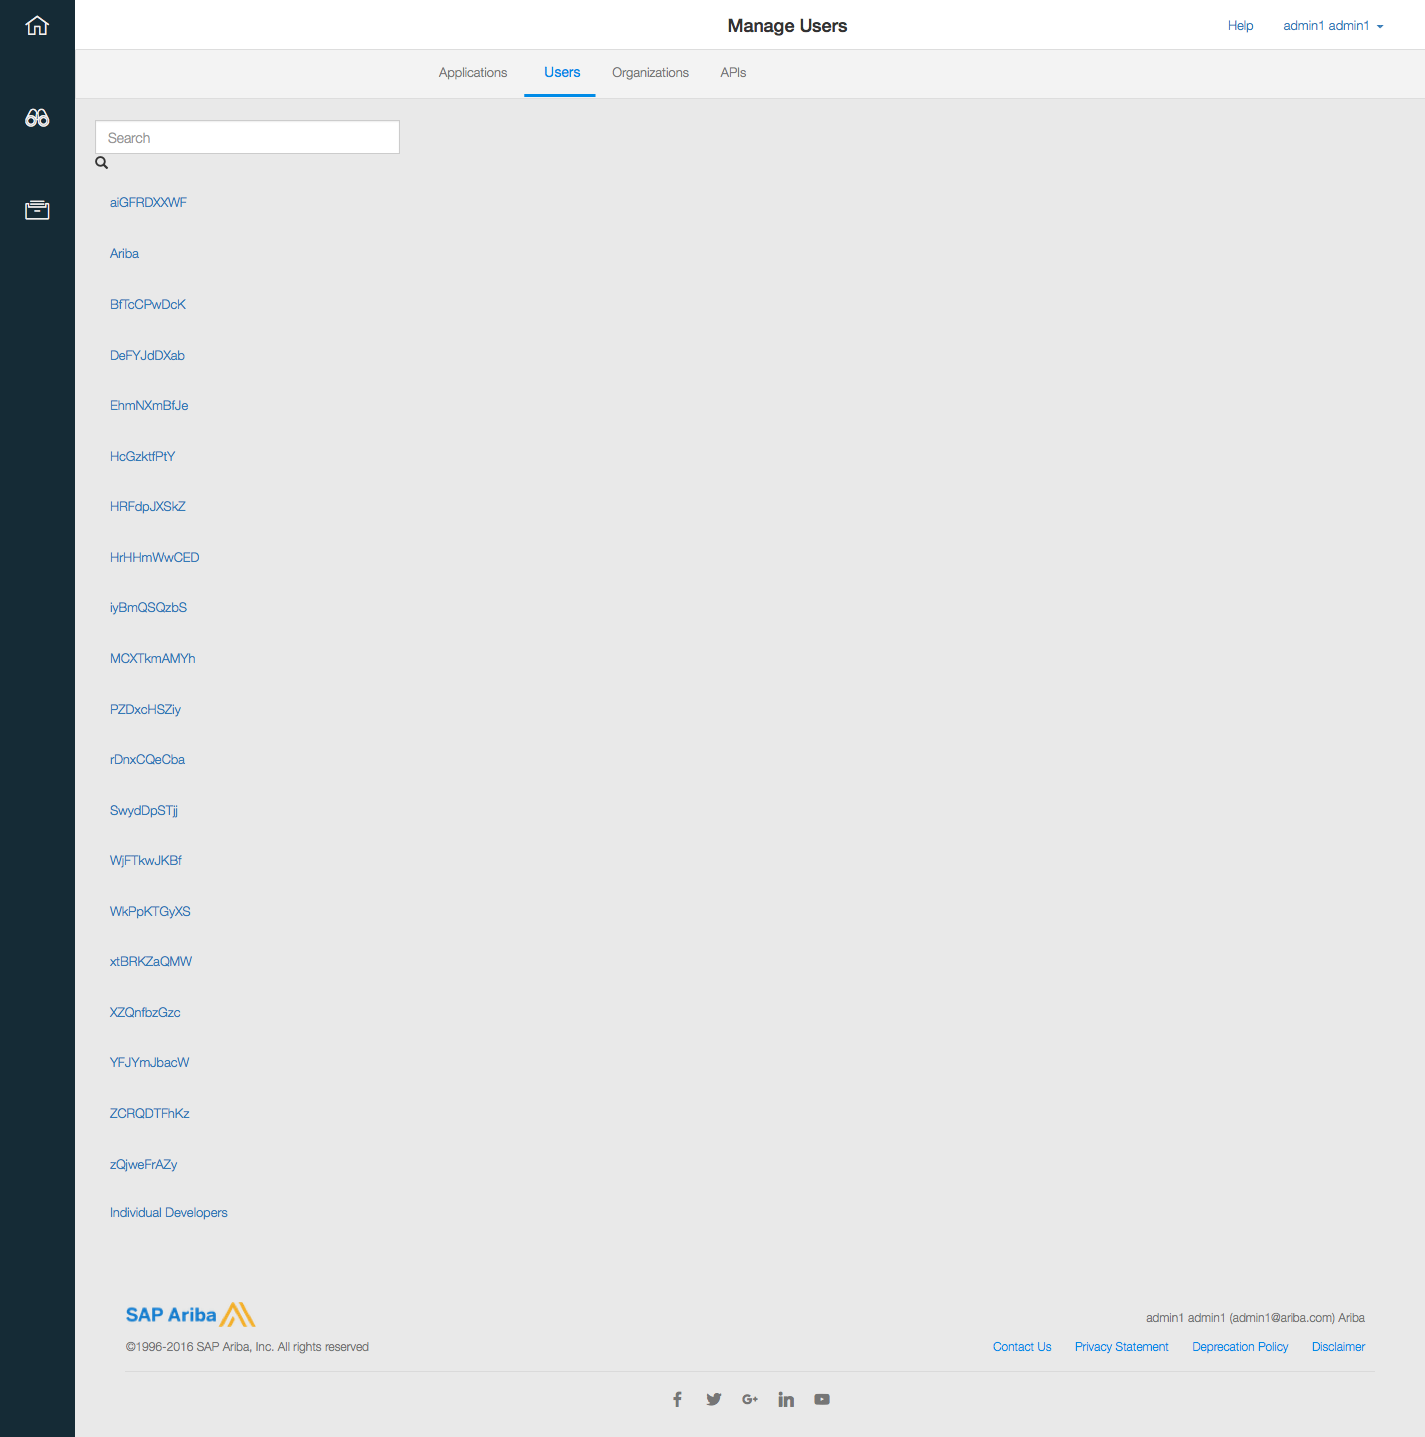 Manage Users
Help admin1 admin1
Applications Users Organizations APIs
Search
aiGFRDXXWF
Ariba
BfTcCPwDcK
DeFYJdDXab
EhmNXmBfJe
HcGzktfPtY
HRFdpJXSkZ
HrHHmWwCED
iyBmQSQzbS
MCXTkmAMYh
PZDxcHSZiy
rDnxCQeCba
SwydDpSTjj
WjFTkwJKBf
WkPpKTGyXS
xtBRKZaQMW
XZQnfbzGzc
YFJYmJbacW
ZCRQDTFhKz
zQjweFrAZy
Individual Developers
SAP Ariba
admin1 admin1 (admin1@ariba.com) Ariba
©1996-2016 SAP Ariba, Inc. All rights reserved
Contact Us Privacy Statement Deprecation Policy Disclaimer